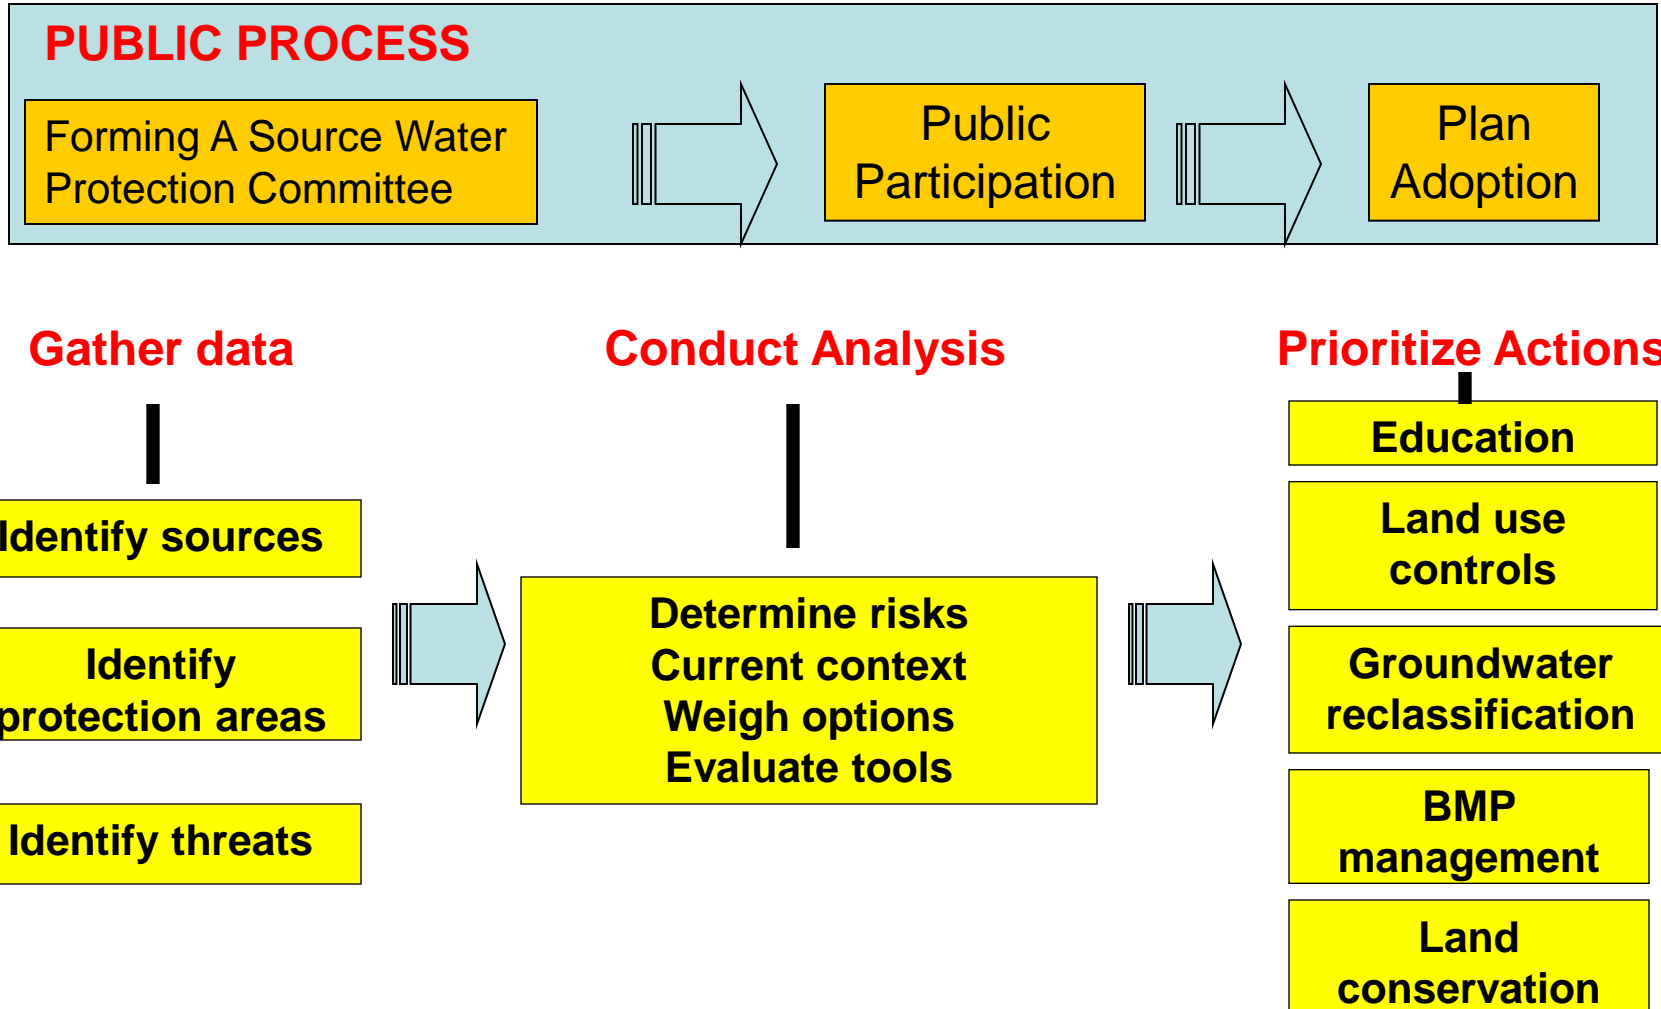 PUBLIC PROCESS
Forming A Source Water
Protection Committee
Public
Participation
Plan
Adoption
Gather data
Conduct Analysis
Prioritize Actions
Identify sources
Identify
protection areas
Identify threats
Determine risks
Current context
Weigh options
Evaluate tools
Education
Land use
controls
Groundwater
reclassification
BMP
management
Land
conservation